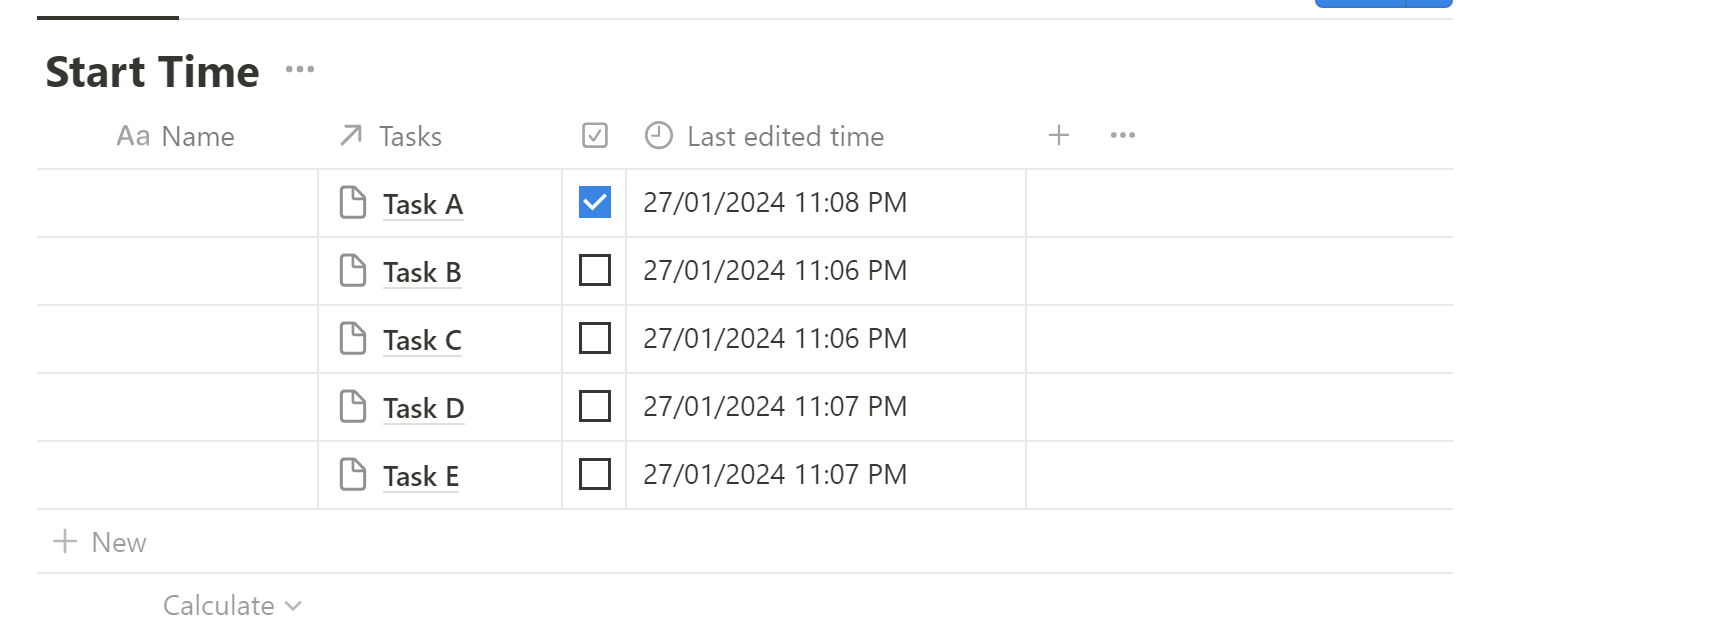 Start Time
Aa Name Tasks Last edited time
Task A 27/01/2024 11:08 PM
Task B 27/01/2024 11:06 PM
Task C 27/01/2024 11:06 PM
Task D 27/01/2024 11:07 PM
Task E 27/01/2024 11:07 PM
New
Calculate